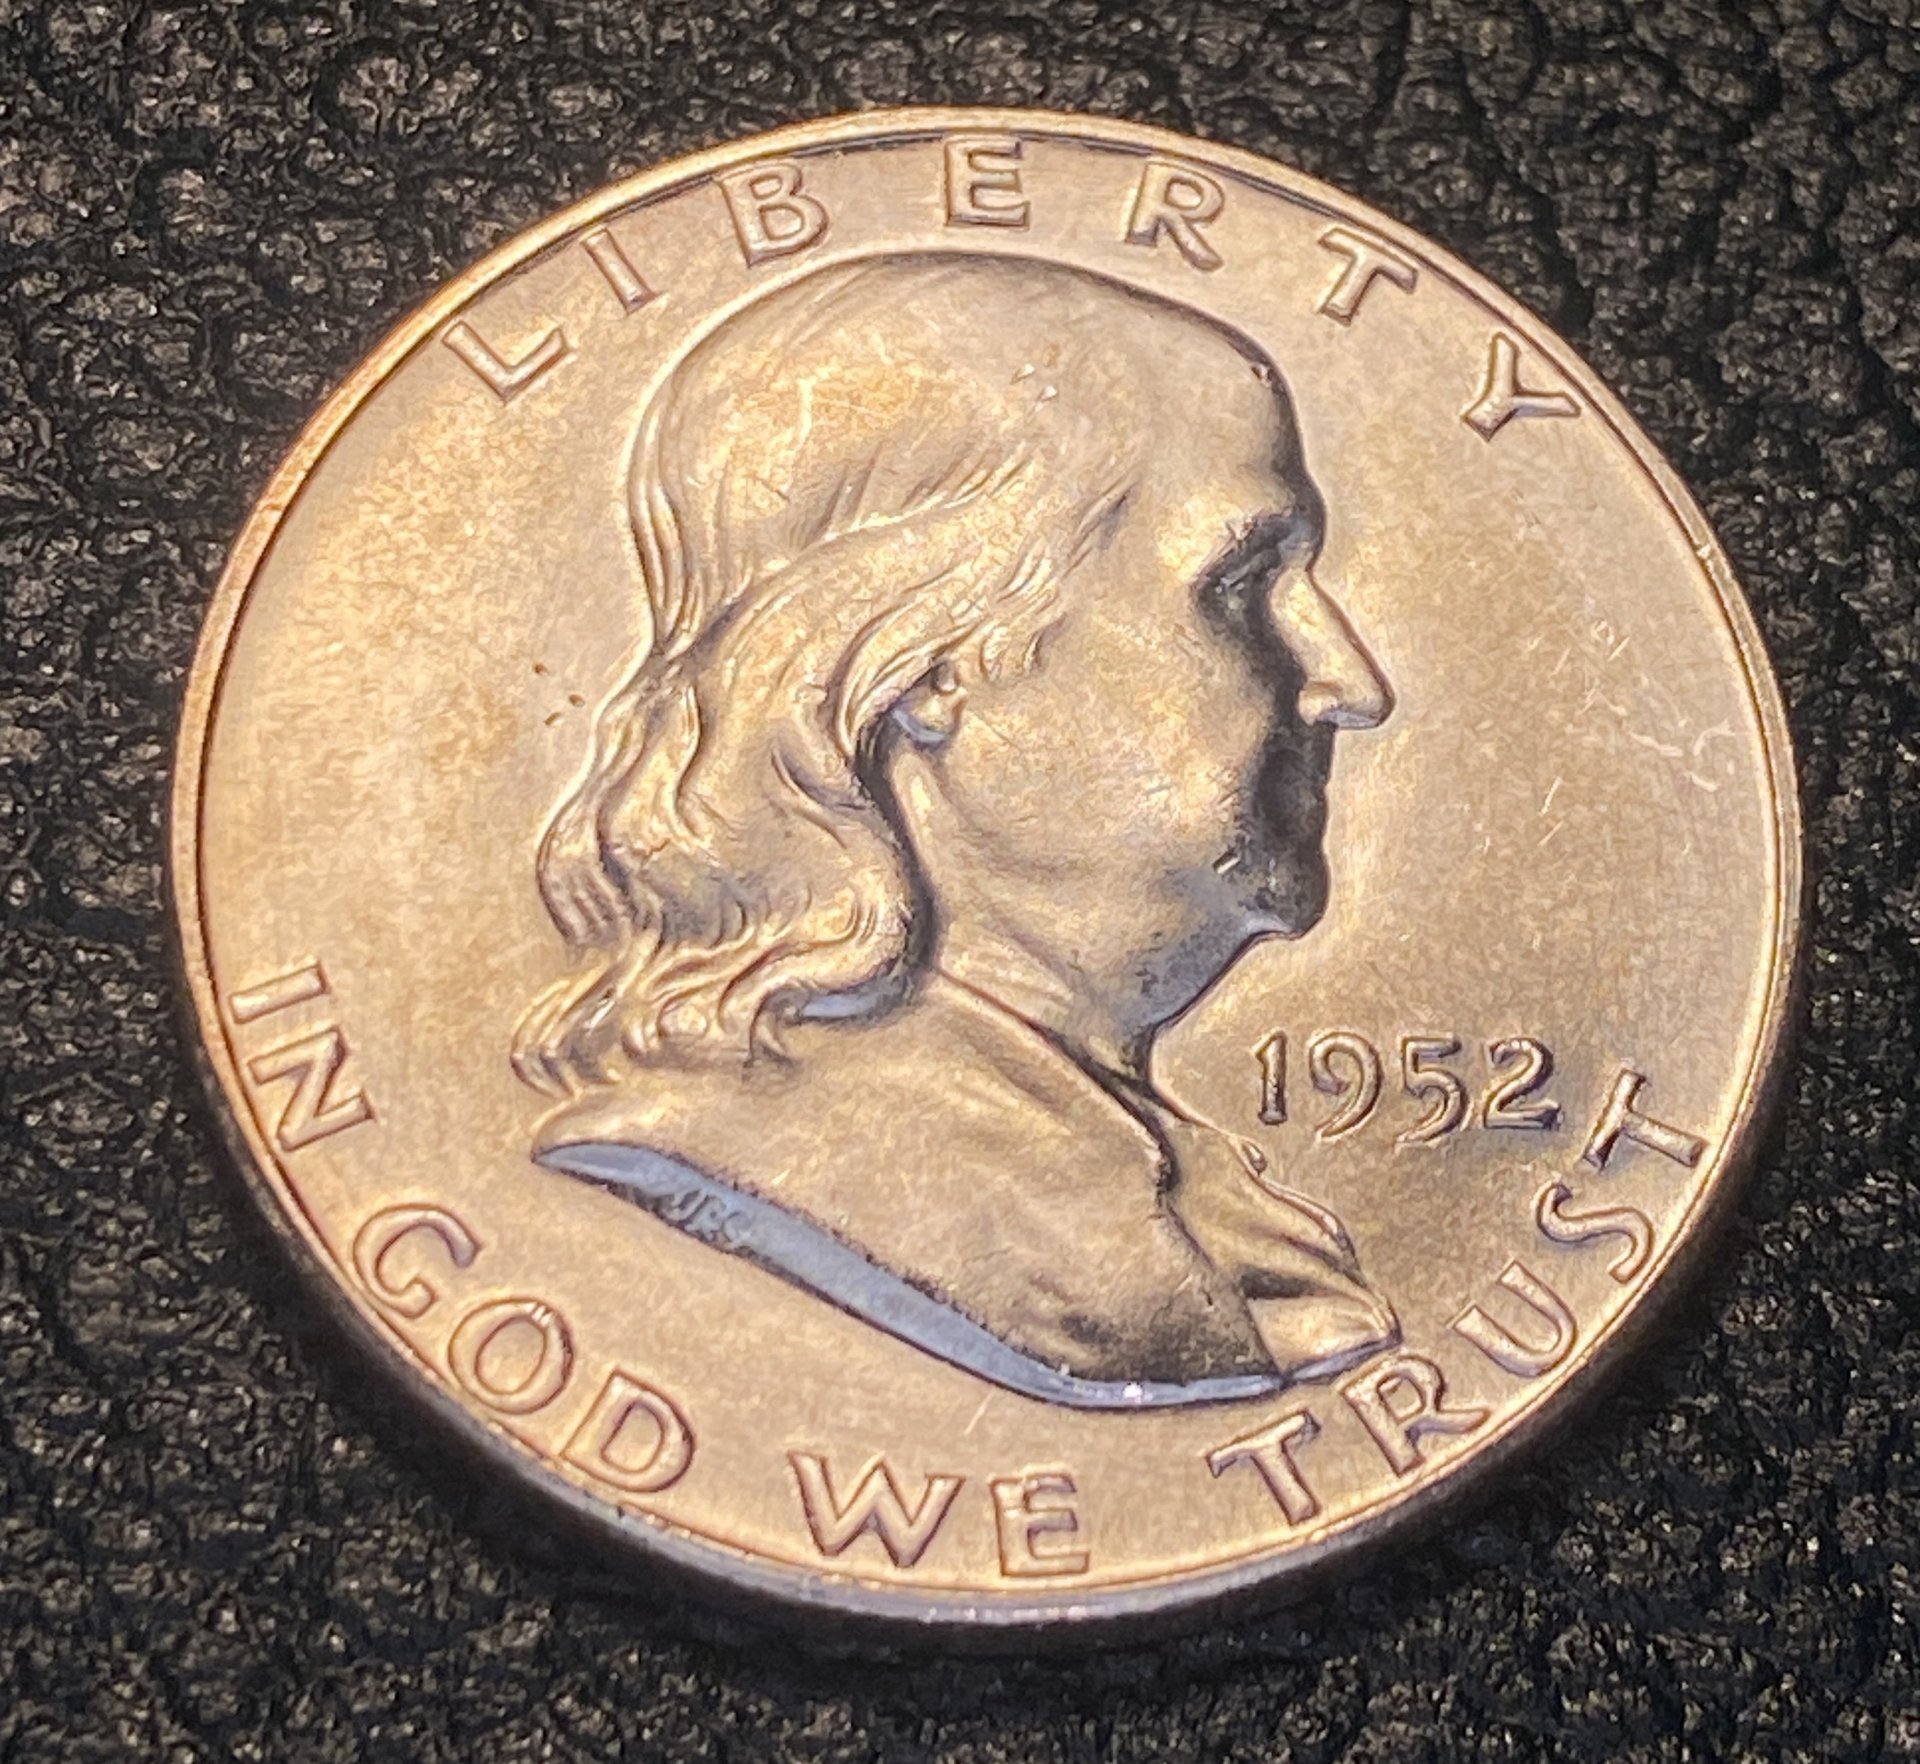 LIBERTY
1952
IN GOD WE TRUST
JRS